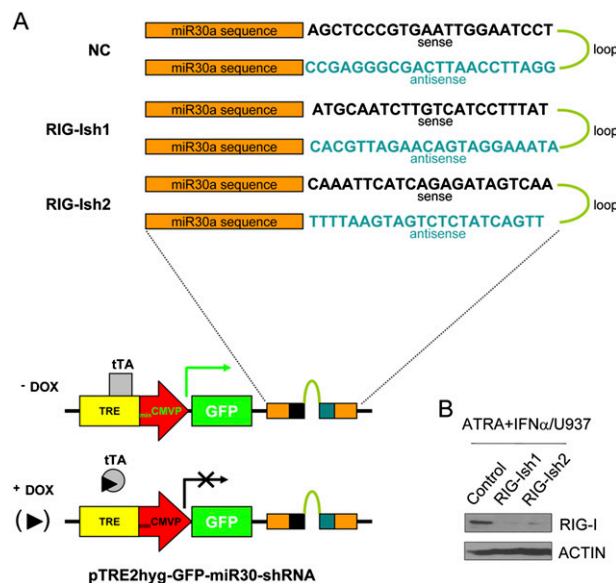 A
NC
miR30a sequence AGCTCCCGTGAATTGGAATCCT
sense
loop
miR30a sequence CCGAGGGCGACTTAACCTTAGG
antisense
RIG-Ish1
miR30a sequence ATGCAATCTTGTCATCCTTTAT
sense
loop
miR30a sequence CACGTTAGAACAGTAGGAAATA
antisense
RIG-Ish2
miR30a sequence CAAATTCATCAGAGATAGTCAA
sense
loop
miR30a sequence TTTTAAGTAGTCTCTATCAGTT
antisense
- DOX
tTA
TRE
minCMVP
GFP
+ DOX
(►)
tTA
TRE
minCMVP
GFP
pTRE2hyg-GFP-miR30-shRNA
B
ATRA+IFNα/U937
Control
RIG-Ish1
RIG-Ish2
RIG-I
ACTIN